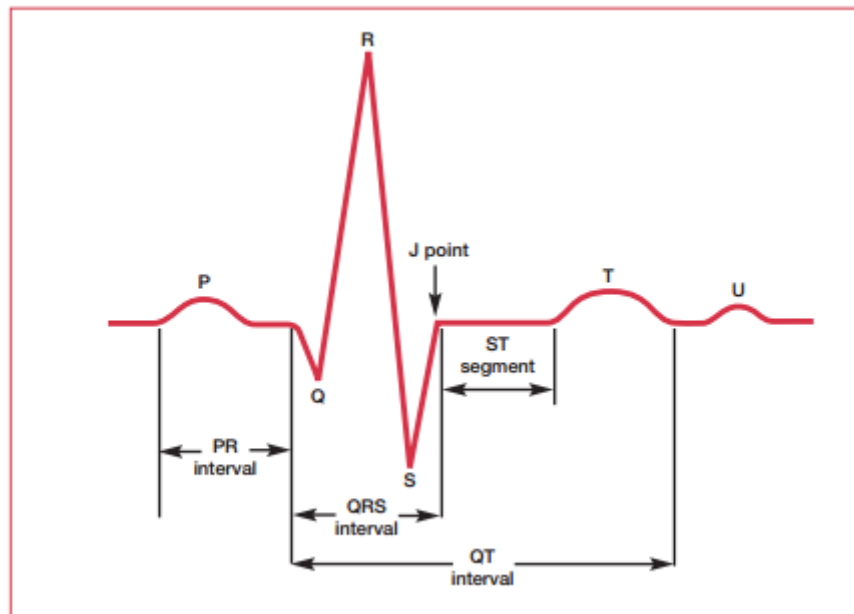 R
J point
P
T
U
ST
segment
Q
PR
interval
S
QRS
interval
QT
interval